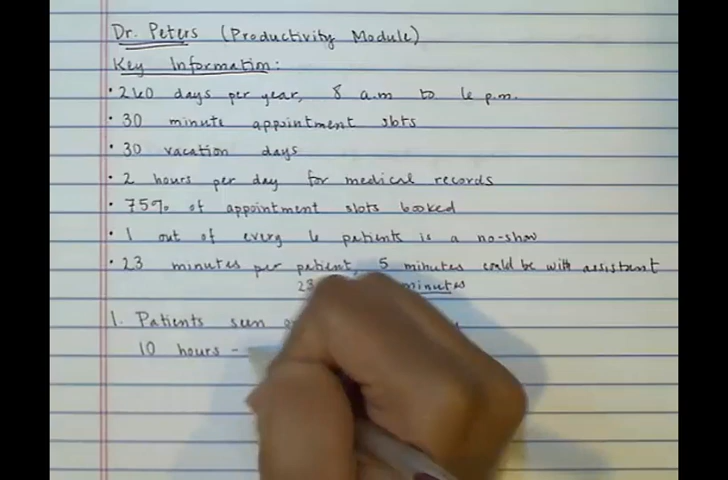 Dr. Peters (Productivity Module)
Key Information:
• 260 days per year, 8 a.m to 6 p.m.
• 30 minute appointment slots
• 30 vacation days
• 2 hours per day for medical records
• 75% of appointment slots booked
• 1 out of every 6 patients is a no-show
• 23 minutes per patient, 5 minutes could be with assistant
23 minutes
1. Patients seen
10 hours -